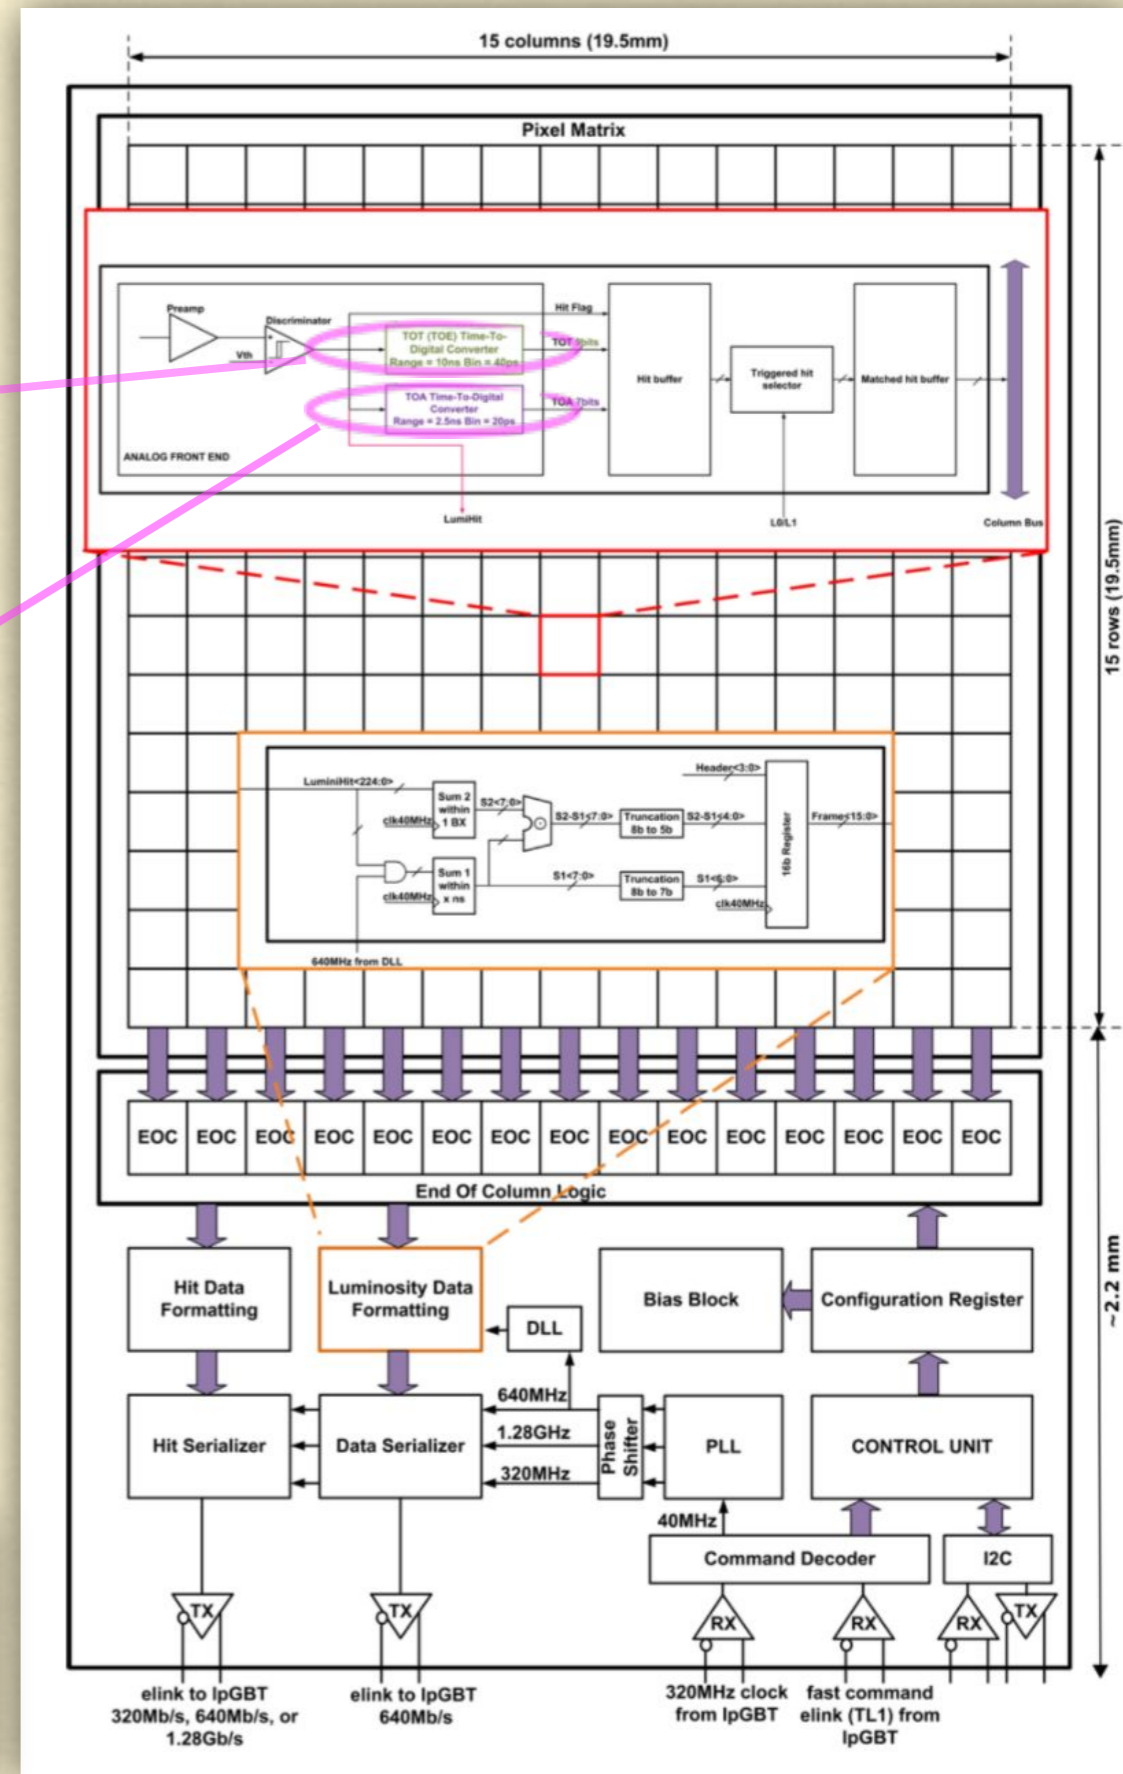 15 columns (19.5mm)
Pixel Matrix
Preamp
Discriminator
Vth
TOT (TOE) Time-To-
Digital Converter
Range = 10ns Bin = 40ps
TOA Time-To-Digital
Converter
Range = 2.5ns Bin = 20ps
ANALOG FRONT END
Hit Flag
TOT 9bits
TOA 7bits
Hit buffer
Triggered hit
selector
Matched hit buffer
LumiHit
L0/L1
Column Bus
15 rows (19.5mm)
LuminiHit<224:0>
Sum 2
within
1 BX
clk40MHz
S2<7:0>
S2-S1<7:0>
Truncation
8b to 5b
S2-S1<4:0>
Header<3:0>
16b Register
Frame<15:0>
Sum 1
within
x ns
clk40MHz
S1<7:0>
Truncation
8b to 7b
S1<6:0>
clk40MHz
640MHz from DLL
EOC EOC EOC EOC EOC EOC EOC EOC EOC EOC EOC EOC EOC EOC EOC
End Of Column Logic
~2.2 mm
Hit Data
Formatting
Luminosity Data
Formatting
DLL
Bias Block
Configuration Register
Hit Serializer
Data Serializer
640MHz
1.28GHz
320MHz
Phase
Shifter
PLL
CONTROL UNIT
40MHz
Command Decoder
I2C
TX
TX
RX
RX
RX
TX
elink to lpGBT
320Mb/s, 640Mb/s, or
1.28Gb/s
elink to lpGBT
640Mb/s
320MHz clock
from lpGBT
fast command
elink (TL1) from
lpGBT